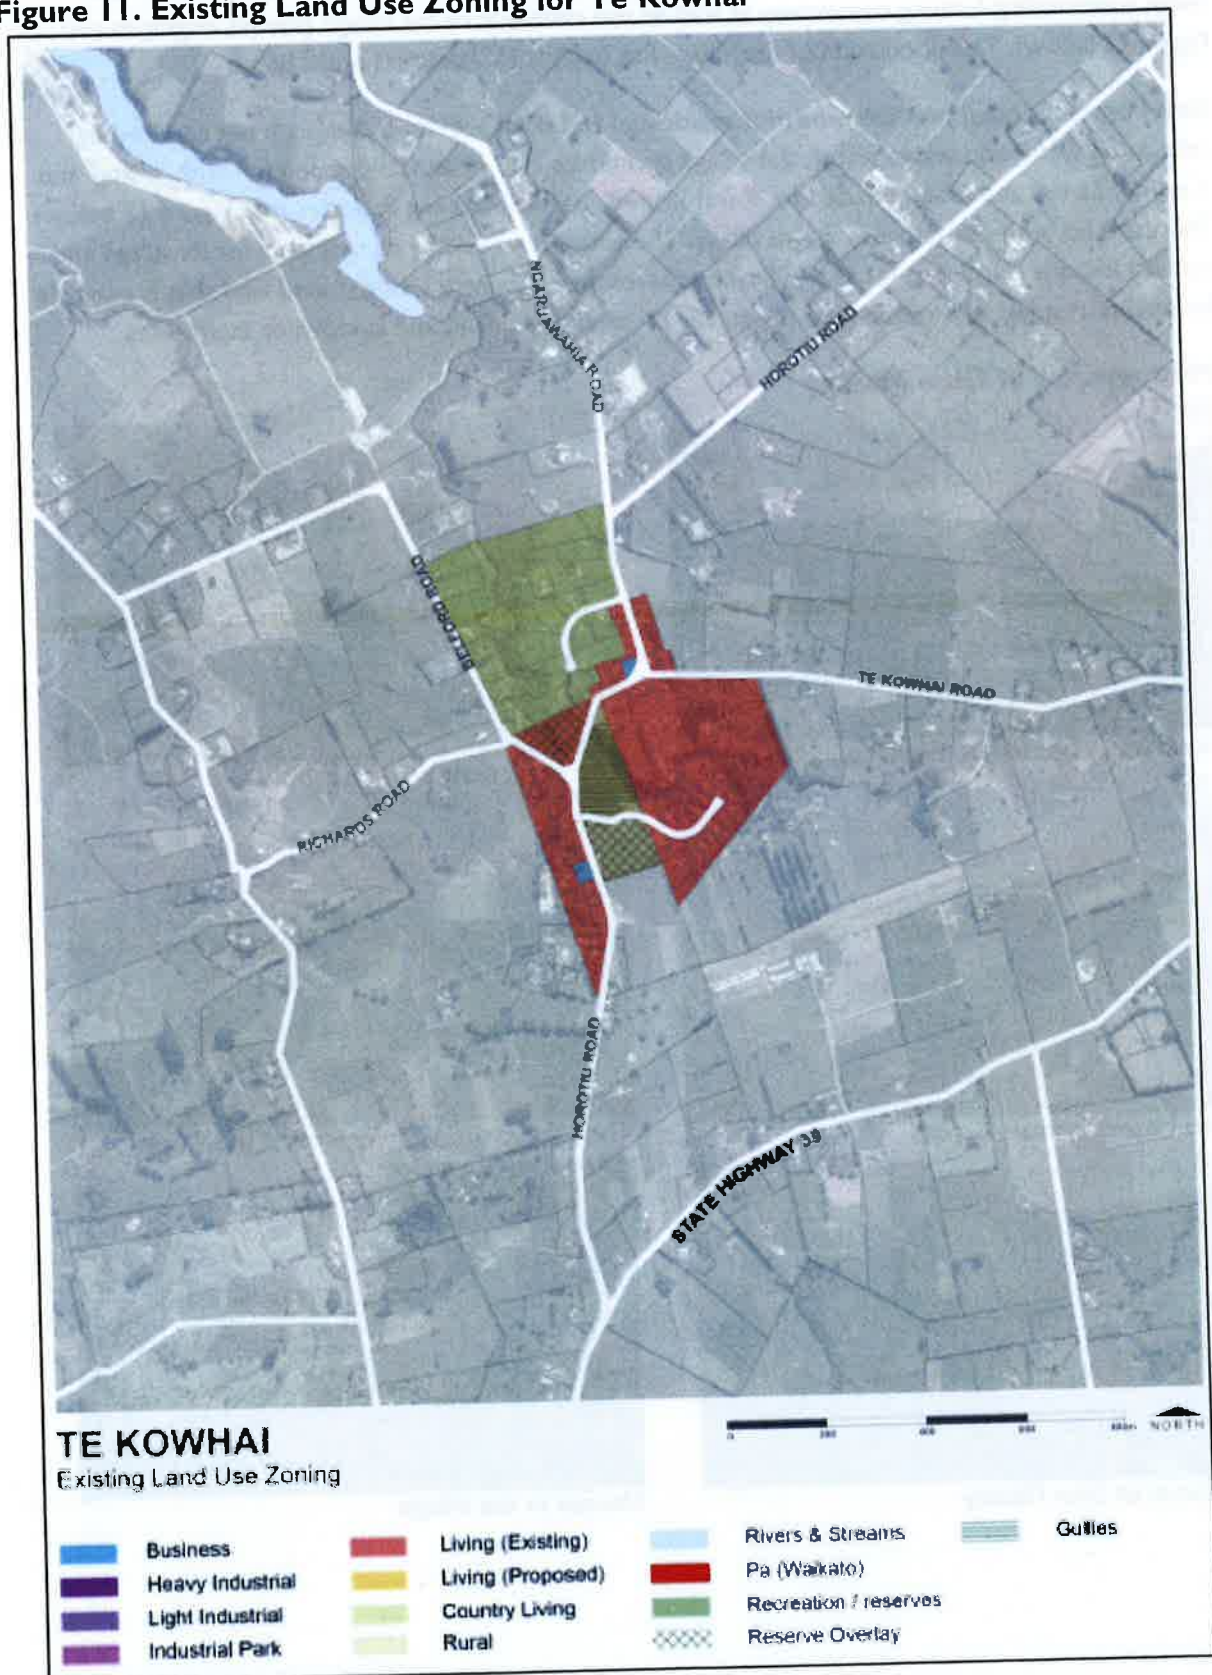 Figure 11. Existing Land Use Zoning for Te Kowhai
NGARUAWAHIA ROAD
HOROTIU ROAD
BEDFORD ROAD
TE KOWHAI ROAD
RICHARDS ROAD
HOROTIU ROAD
STATE HIGHWAY 39
TE KOWHAI
Existing Land Use Zoning
0
NORTH
Business
Heavy Industrial
Light Industrial
Industrial Park
Living (Existing)
Living (Proposed)
Country Living
Rural
Rivers & Streams
Pa (Waikato)
Recreation / reserves
Reserve Overlay
Gullies